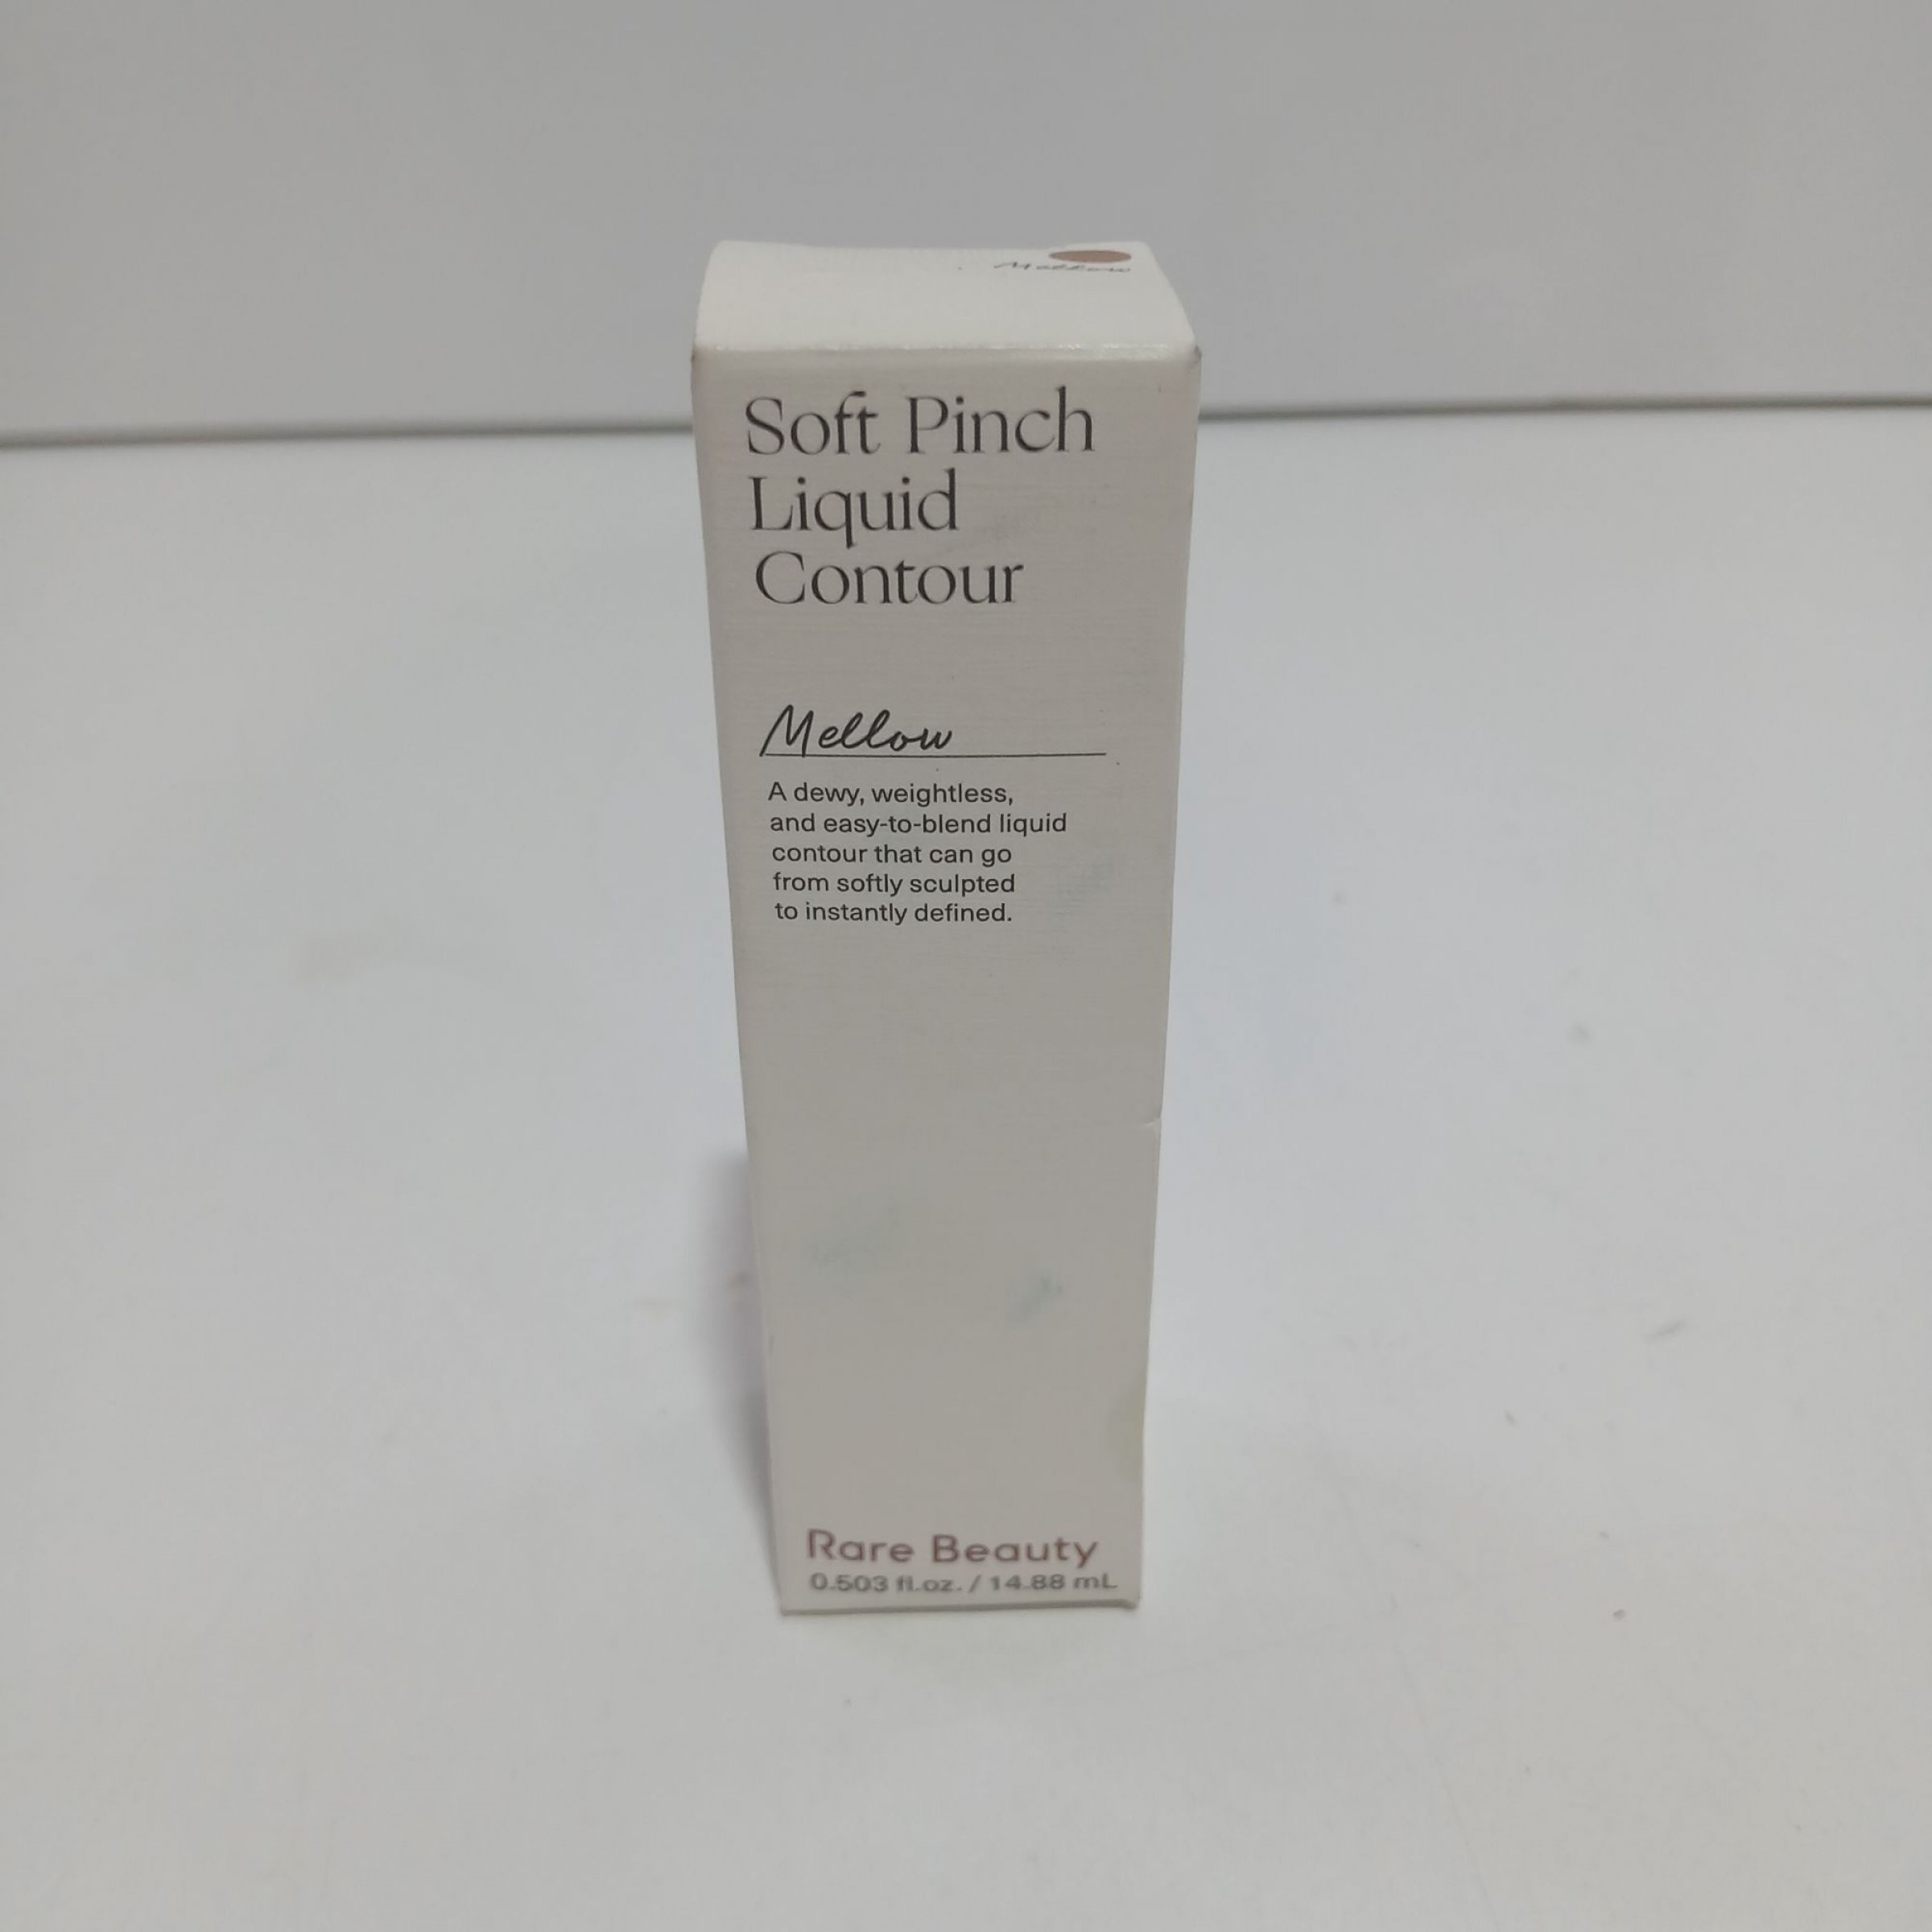 Mellow
Soft Pinch
Liquid
Contour
Mellow
A dewy, weightless,
and easy-to-blend liquid
contour that can go
from softly sculpted
to instantly defined.
Rare Beauty
0.503 fl.oz. / 14.88 mL